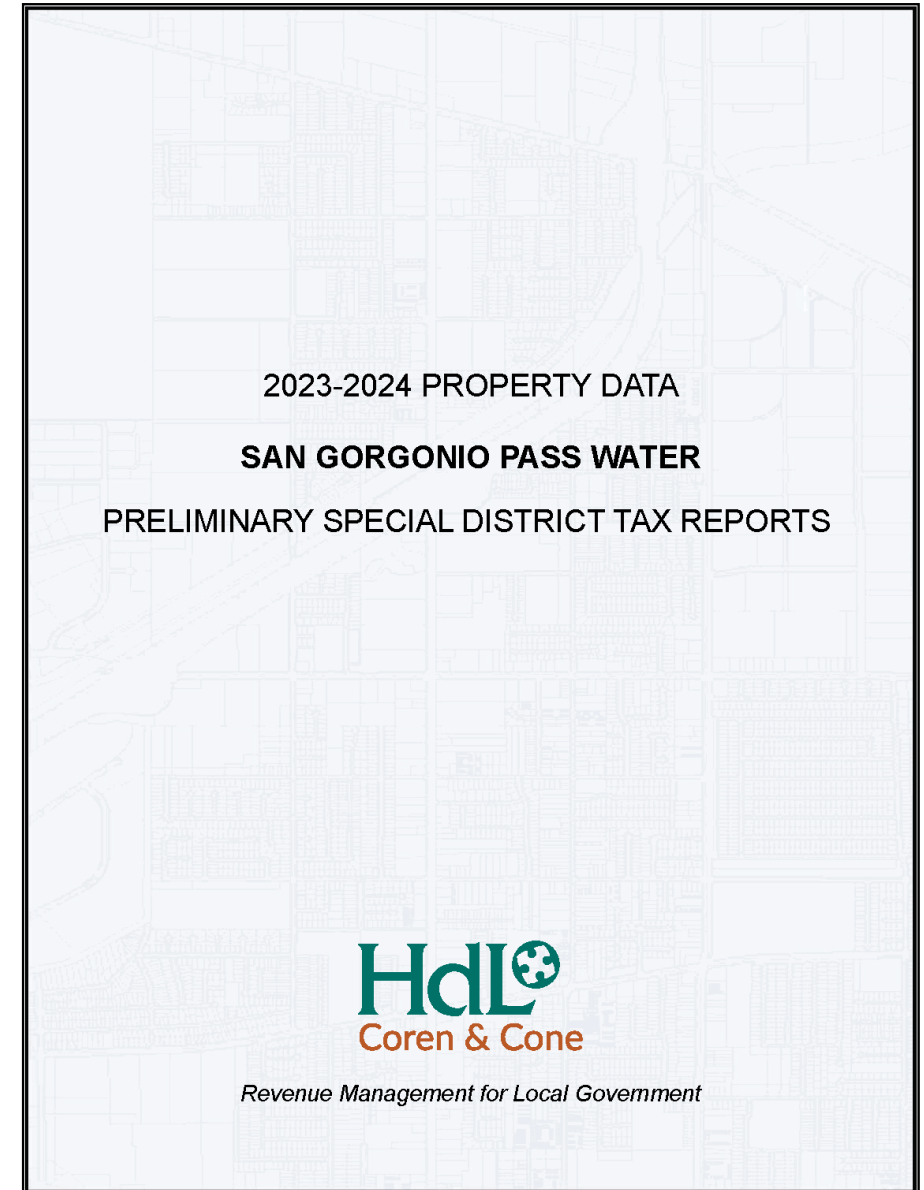 2023-2024 PROPERTY DATA
SAN GORGONIO PASS WATER
PRELIMINARY SPECIAL DISTRICT TAX REPORTS
HdL
Coren & Cone
Revenue Management for Local Government